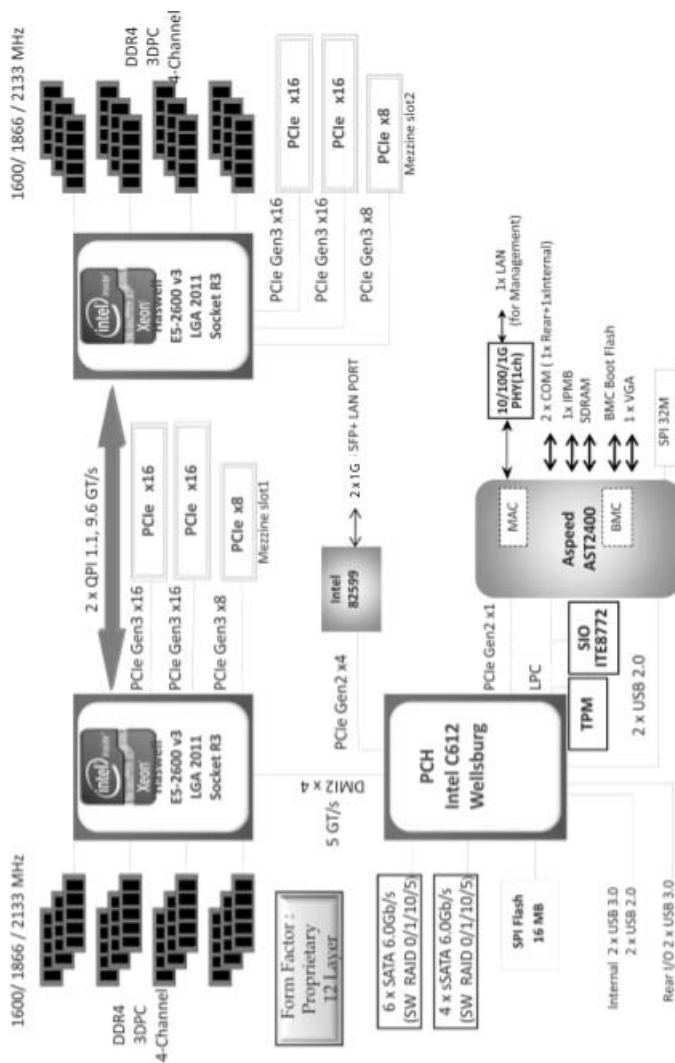 1600/ 1866 / 2133 MHz
DDR4
3DPC
4-Channel
intel
inside
Xeon
Haswell
E5-2600 v3
LGA 2011
Socket R3
2 x QPI 1.1, 9.6 GT/s
intel
inside
Xeon
Haswell
E5-2600 v3
LGA 2011
Socket R3
1600/ 1866 / 2133 MHz
DDR4
3DPC
4-Channel
PCIe Gen3 x16
PCIe x16
PCIe Gen3 x16
PCIe x16
PCIe Gen3 x8
PCIe x8
Mezzine slot1
PCIe Gen3 x16
PCIe x16
PCIe Gen3 x16
PCIe x16
PCIe Gen3 x8
PCIe x8
Mezzine slot2
Form Factor :
Proprietary
12 Layer
5 GT/s
DMI2 x 4
PCIe Gen2 x4
Intel
82599
2 x 1G : SFP+ LAN PORT
6 x SATA 6.0Gb/s
(SW RAID 0/1/10/5)
4 x sSATA 6.0Gb/s
(SW RAID 0/1/10/5)
SPI Flash
16 MB
PCH
Intel C612
Wellsburg
PCIe Gen2 x1
LPC
TPM
SIO
ITE8772
2 x USB 2.0
MAC
Aspeed
AST2400
BMC
10/100/1G
PHY(1ch)
1x LAN
(for Management)
2 x COM ( 1x Rear+1xInternal)
1x IPMB
SDRAM
BMC Boot Flash
1 x VGA
SPI 32M
Internal 2 x USB 3.0
2 x USB 2.0
Rear I/O 2 x USB 3.0